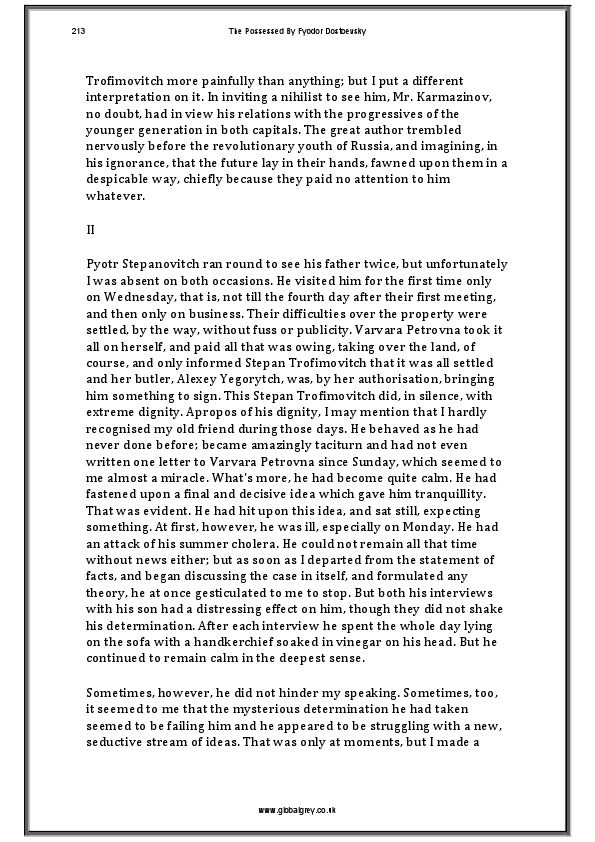 213 The Possessed By Fyodor Dostoevsky
Trofimovitch more painfully than anything; but I put a different
interpretation on it. In inviting a nihilist to see him, Mr. Karmazinov,
no doubt, had in view his relations with the progressives of the
younger generation in both capitals. The great author trembled
nervously before the revolutionary youth of Russia, and imagining, in
his ignorance, that the future lay in their hands, fawned upon them in a
despicable way, chiefly because they paid no attention to him
whatever.
II
Pyotr Stepanovitch ran round to see his father twice, but unfortunately
I was absent on both occasions. He visited him for the first time only
on Wednesday, that is, not till the fourth day after their first meeting,
and then only on business. Their difficulties over the property were
settled, by the way, without fuss or publicity. Varvara Petrovna took it
all on herself, and paid all that was owing, taking over the land, of
course, and only informed Stepan Trofimovitch that it was all settled
and her butler, Alexey Yegorytch, was, by her authorisation, bringing
him something to sign. This Stepan Trofimovitch did, in silence, with
extreme dignity. Apropos of his dignity, I may mention that I hardly
recognised my old friend during those days. He behaved as he had
never done before; became amazingly taciturn and had not even
written one letter to Varvara Petrovna since Sunday, which seemed to
me almost a miracle. What's more, he had become quite calm. He had
fastened upon a final and decisive idea which gave him tranquillity.
That was evident. He had hit upon this idea, and sat still, expecting
something. At first, however, he was ill, especially on Monday. He had
an attack of his summer cholera. He could not remain all that time
without news either; but as soon as I departed from the statement of
facts, and began discussing the case in itself, and formulated any
theory, he at once gesticulated to me to stop. But both his interviews
with his son had a distressing effect on him, though they did not shake
his determination. After each interview he spent the whole day lying
on the sofa with a handkerchief soaked in vinegar on his head. But he
continued to remain calm in the deepest sense.
Sometimes, however, he did not hinder my speaking. Sometimes, too,
it seemed to me that the mysterious determination he had taken
seemed to be failing him and he appeared to be struggling with a new,
seductive stream of ideas. That was only at moments, but I made a
www.globalgrey.co.uk